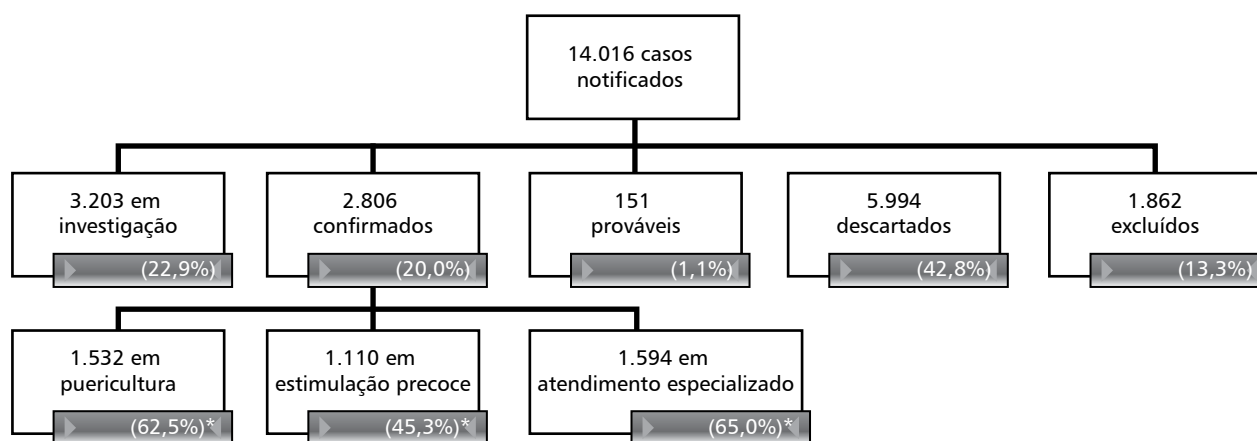 14.016 casos
notificados
3.203 em
investigação
(22,9%)
2.806
confirmados
(20,0%)
151
prováveis
(1,1%)
5.994
descartados
(42,8%)
1.862
excluídos
(13,3%)
1.532 em
puericultura
(62,5%)*
1.110 em
estimulação precoce
(45,3%)*
1.594 em
atendimento especializado
(65,0%)*